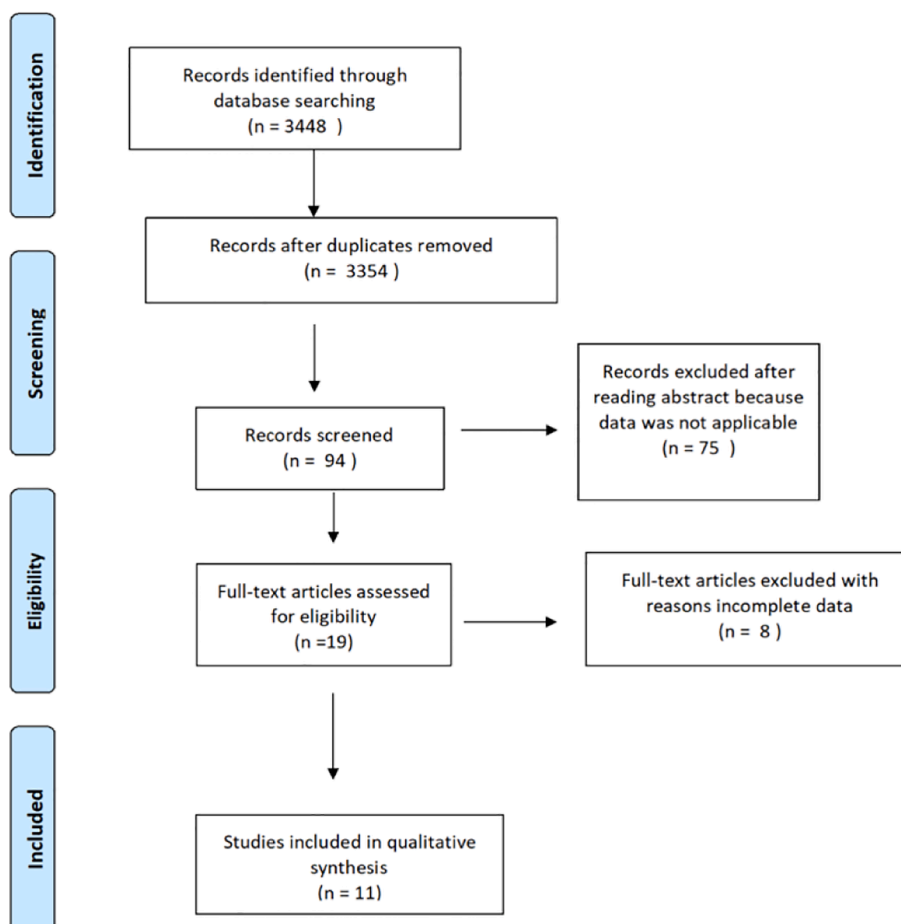 Identification
Records identified through
database searching
(n = 3448 )
Records after duplicates removed
(n = 3354 )
Screening
Records screened
(n = 94 )
Records excluded after
reading abstract because
data was not applicable
(n = 75 )
Eligibility
Full-text articles assessed
for eligibility
(n =19)
Full-text articles excluded with
reasons incomplete data
(n = 8 )
Included
Studies included in qualitative
synthesis
(n = 11)